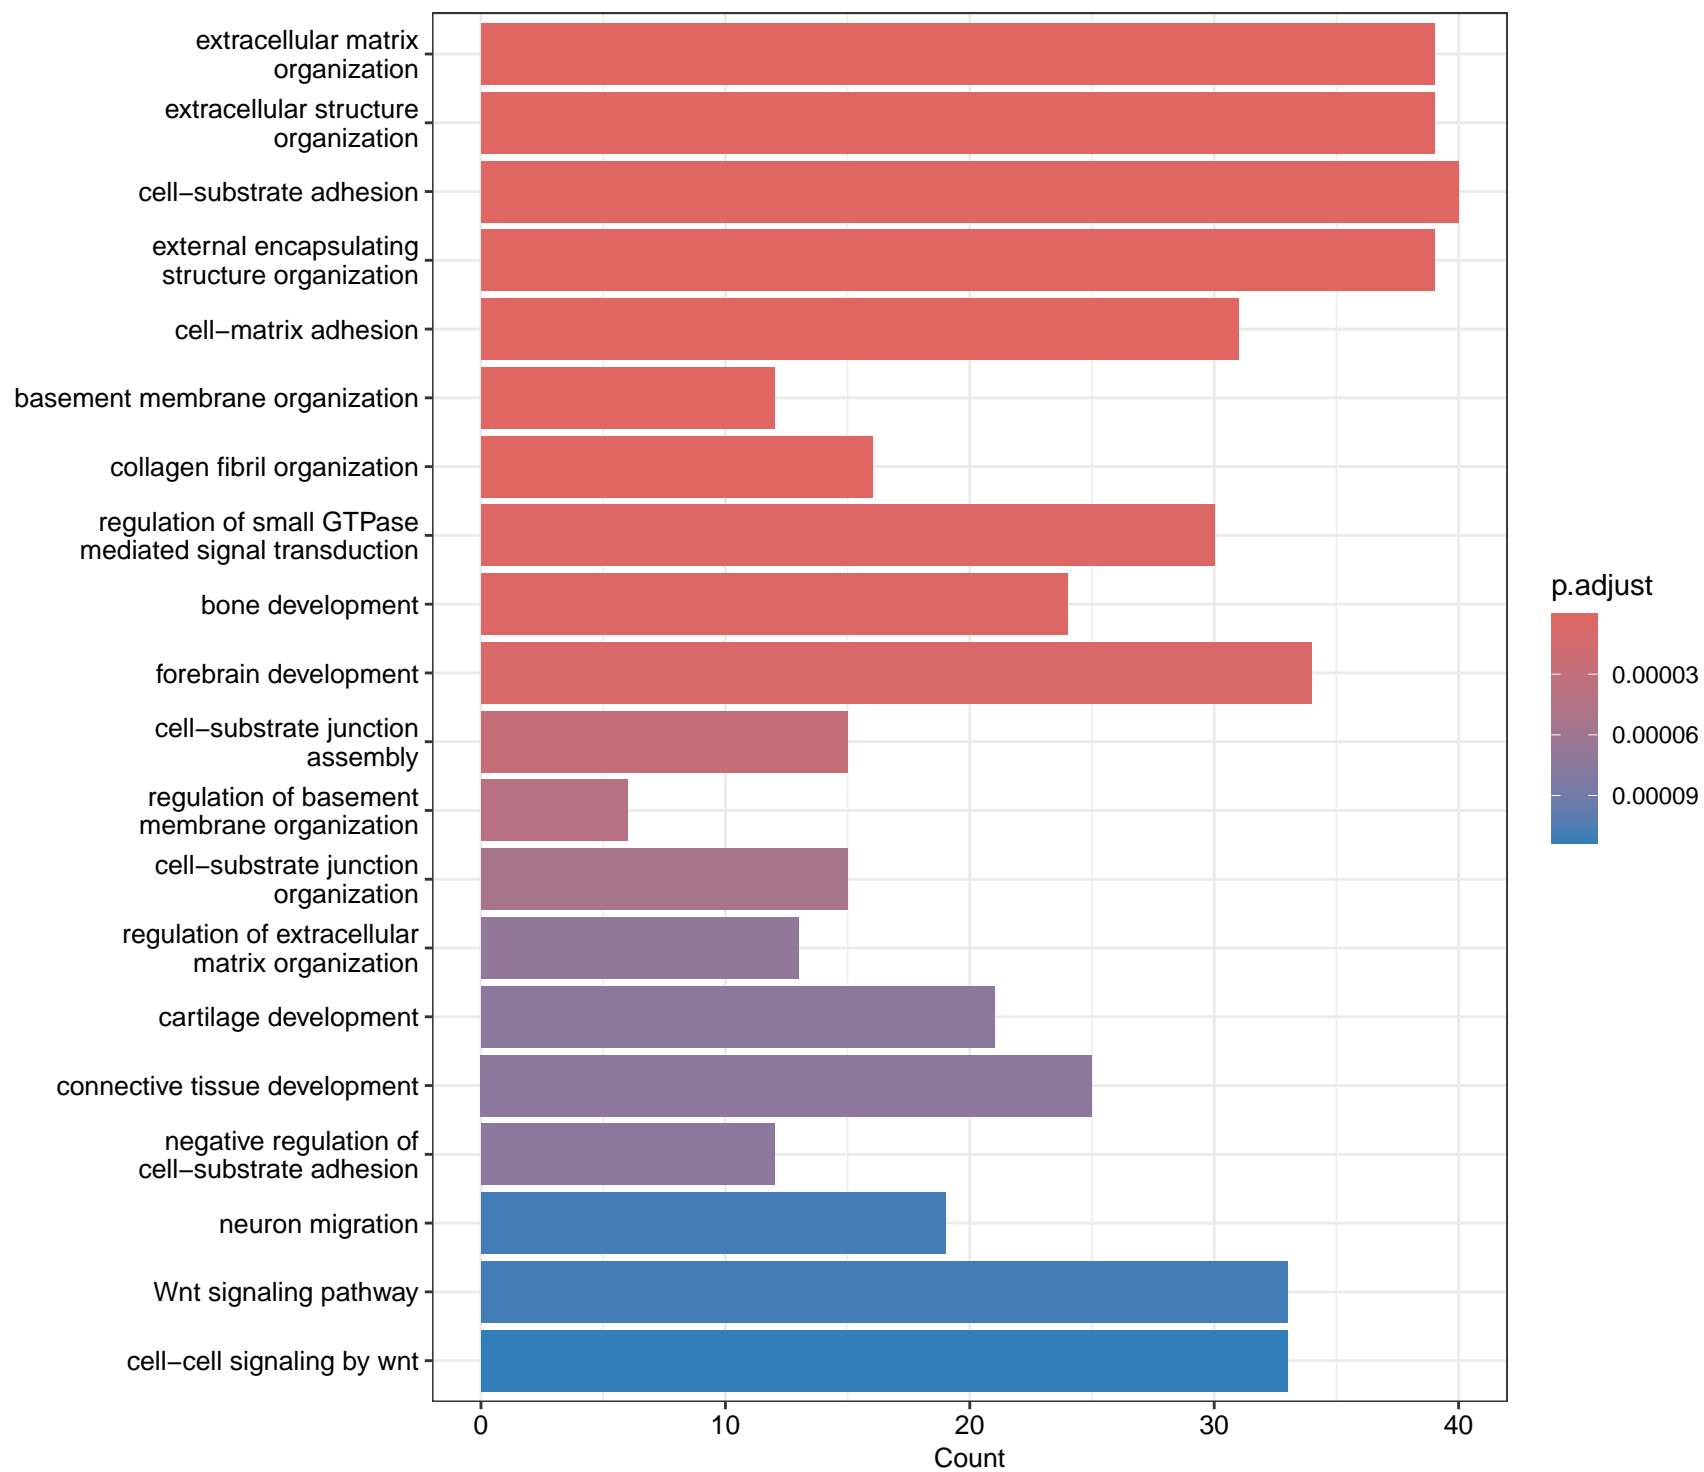 extracellular matrix
organization
extracellular structure
organization
cell−substrate adhesion
external encapsulating
structure organization
cell−matrix adhesion
basement membrane organization
collagen fibril organization
regulation of small GTPase
mediated signal transduction
bone development
forebrain development
cell−substrate junction
assembly
regulation of basement
membrane organization
cell−substrate junction
organization
regulation of extracellular
matrix organization
cartilage development
connective tissue development
negative regulation of
cell−substrate adhesion
neuron migration
Wnt signaling pathway
cell−cell signaling by wnt
0 10 20 30 40
Count
p.adjust
0.00003
0.00006
0.00009